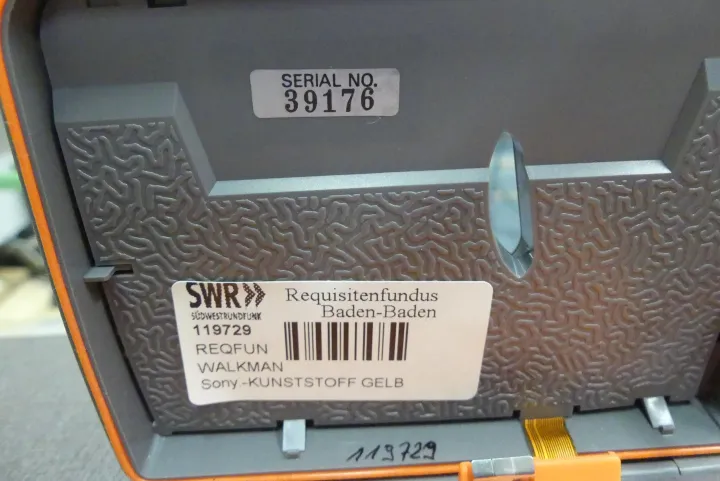 SERIAL NO.
39176
SWR» Requisitenfundus
SÜDWESTRUNDFUNK Baden-Baden
119729
REQFUN
WALKMAN
Sony.-KUNSTSTOFF GELB
119729